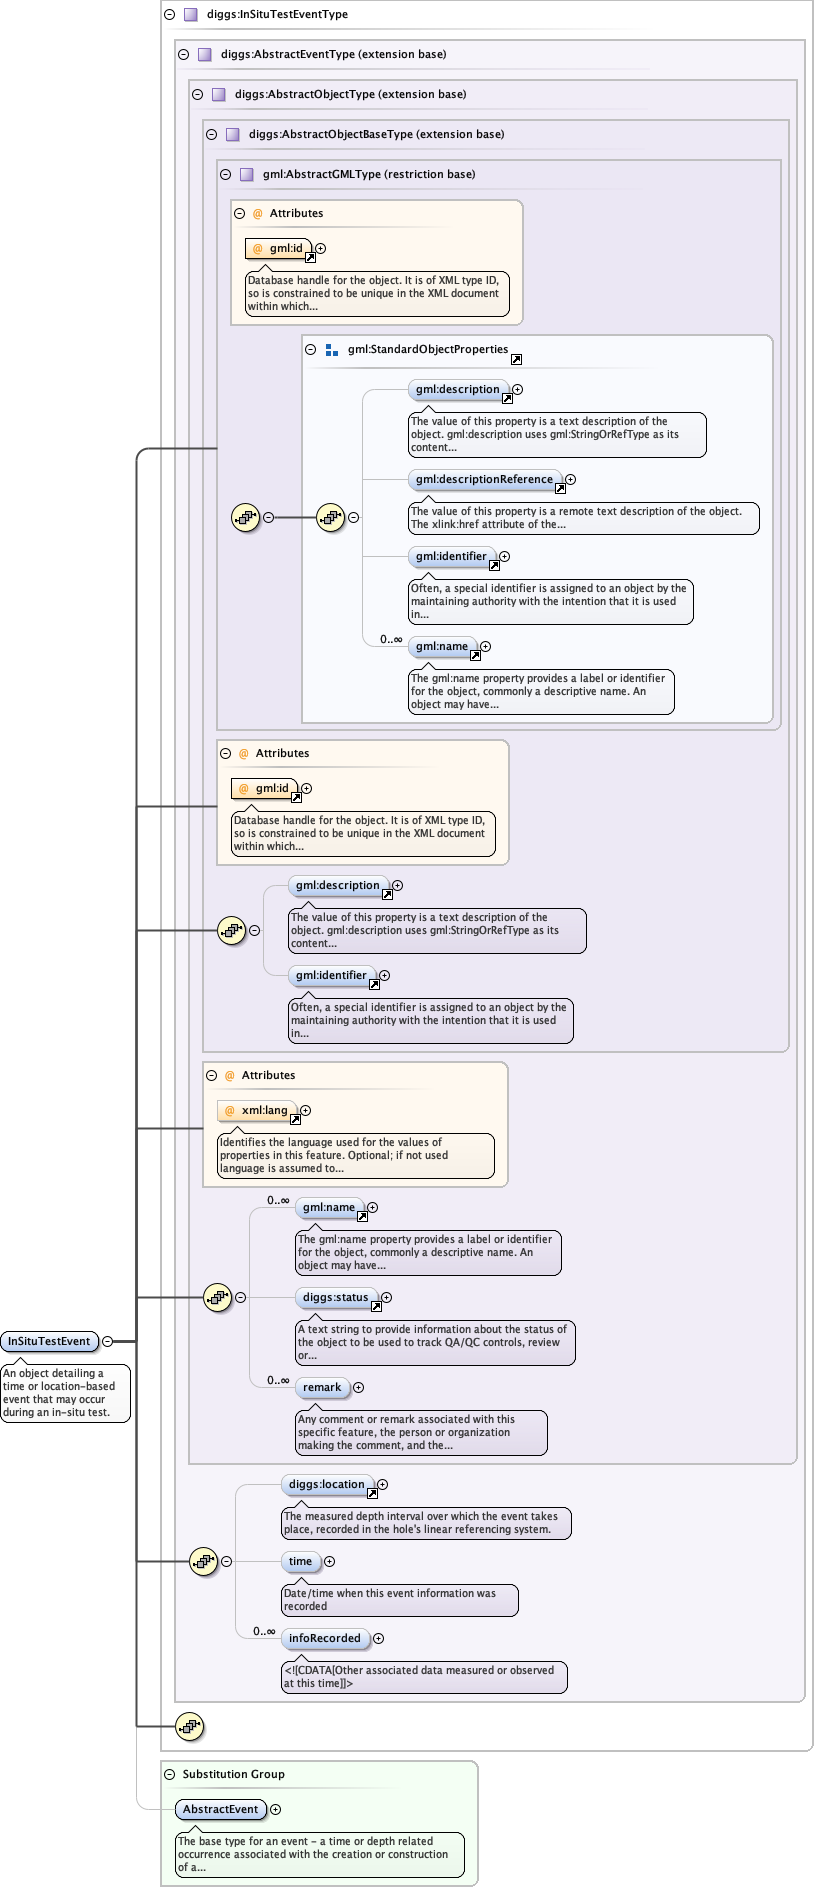 diggs:InSituTestEventType
diggs:AbstractEventType (extension base)
diggs:AbstractObjectType (extension base)
diggs:AbstractObjectBaseType (extension base)
gml:AbstractGMLType (restriction base)
@ Attributes
@ gml:id
Database handle for the object. It is of XML type ID,
so is constrained to be unique in the XML document
within which...
gml:StandardObjectProperties
gml:description
The value of this property is a text description of the
object. gml:description uses gml:StringOrRefType as its
content...
gml:descriptionReference
The value of this property is a remote text description of the object.
The xlink:href attribute of the...
gml:identifier
Often, a special identifier is assigned to an object by the
maintaining authority with the intention that it is used
in...
0..∞
gml:name
The gml:name property provides a label or identifier
for the object, commonly a descriptive name. An
object may have...
@ Attributes
@ gml:id
Database handle for the object. It is of XML type ID,
so is constrained to be unique in the XML document
within which...
gml:description
The value of this property is a text description of the
object. gml:description uses gml:StringOrRefType as its
content...
gml:identifier
Often, a special identifier is assigned to an object by the
maintaining authority with the intention that it is used
in...
@ Attributes
@ xml:lang
Identifies the language used for the values of
properties in this feature. Optional; if not used
language is assumed to...
0..∞
gml:name
The gml:name property provides a label or identifier
for the object, commonly a descriptive name. An
object may have...
diggs:status
A text string to provide information about the status of
the object to be used to track QA/QC controls, review
or...
InSituTestEvent
An object detailing a
time or location-based
event that may occur
during an in-situ test.
0..∞
remark
Any comment or remark associated with this
specific feature, the person or organization
making the comment, and the...
diggs:location
The measured depth interval over which the event takes
place, recorded in the hole's linear referencing system.
time
Date/time when this event information was
recorded
0..∞
infoRecorded
<![CDATA[Other associated data measured or observed
at this time]]>
Substitution Group
AbstractEvent
The base type for an event - a time or depth related
occurrence associated with the creation or construction
of a...